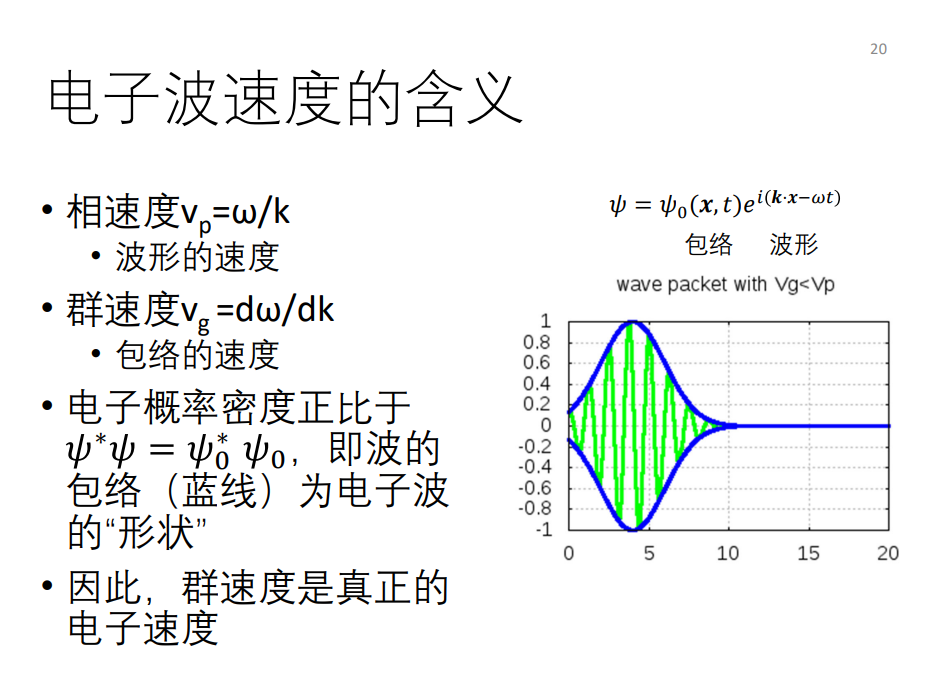 20
电子波速度的含义
• 相速度vₚ=ω/k
• 波形的速度
• 群速度v_g =dω/dk
• 包络的速度
• 电子概率密度正比于
𝜓*𝜓 = 𝜓₀* 𝜓₀，即波的
包络（蓝线）为电子波
的“形状”
• 因此，群速度是真正的
电子速度
𝜓 = 𝜓₀(𝒙, 𝑡)𝑒^{𝑖(𝒌·𝒙−𝜔𝑡)}
包络 波形
wave packet with Vg<Vp
1
0.8
0.6
0.4
0.2
0
-0.2
-0.4
-0.6
-0.8
-1
0 5 10 15 20